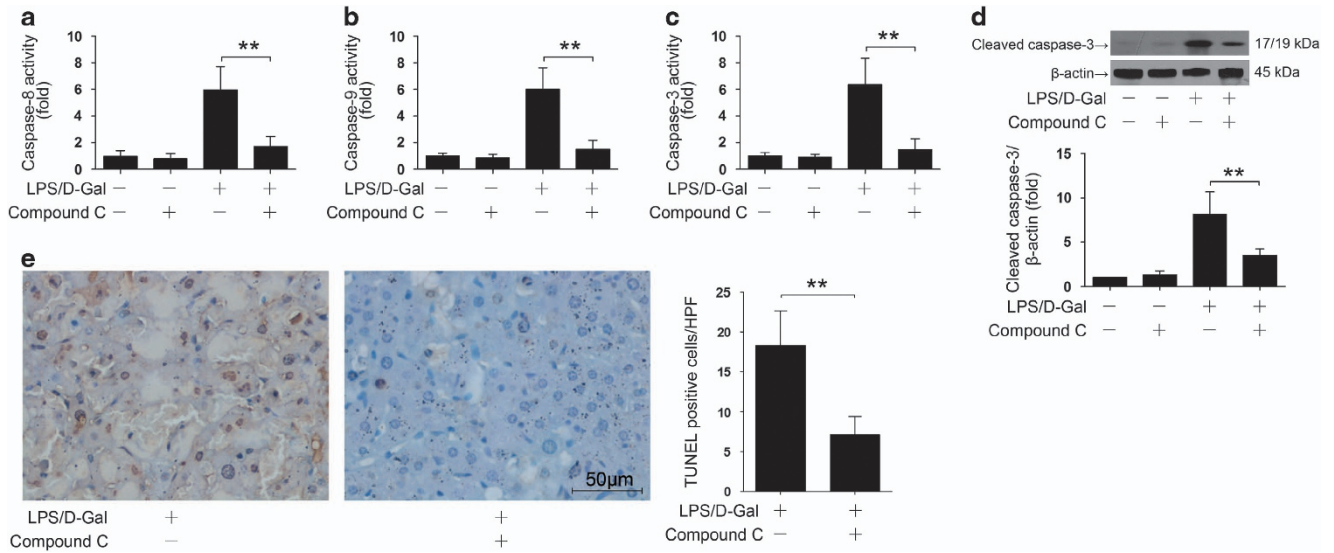 a
10
8
6
4
2
0
Caspase-8 activity
(fold)
**
LPS/D-Gal − − + +
Compound C − + − +
b
10
8
6
4
2
0
Caspase-9 activity
(fold)
**
LPS/D-Gal − − + +
Compound C − + − +
c
10
8
6
4
2
0
Caspase-3 activity
(fold)
**
LPS/D-Gal − − + +
Compound C − + − +
d
Cleaved caspase-3→ 17/19 kDa
β-actin→ 45 kDa
LPS/D-Gal − − + +
Compound C − + − +
15
10
5
0
Cleaved caspase-3/
β-actin (fold)
**
LPS/D-Gal − − + +
Compound C − + − +
e
50µm
LPS/D-Gal + +
Compound C − +
25
20
15
10
5
0
TUNEL positive cells/HPF
**
LPS/D-Gal + +
Compound C − +